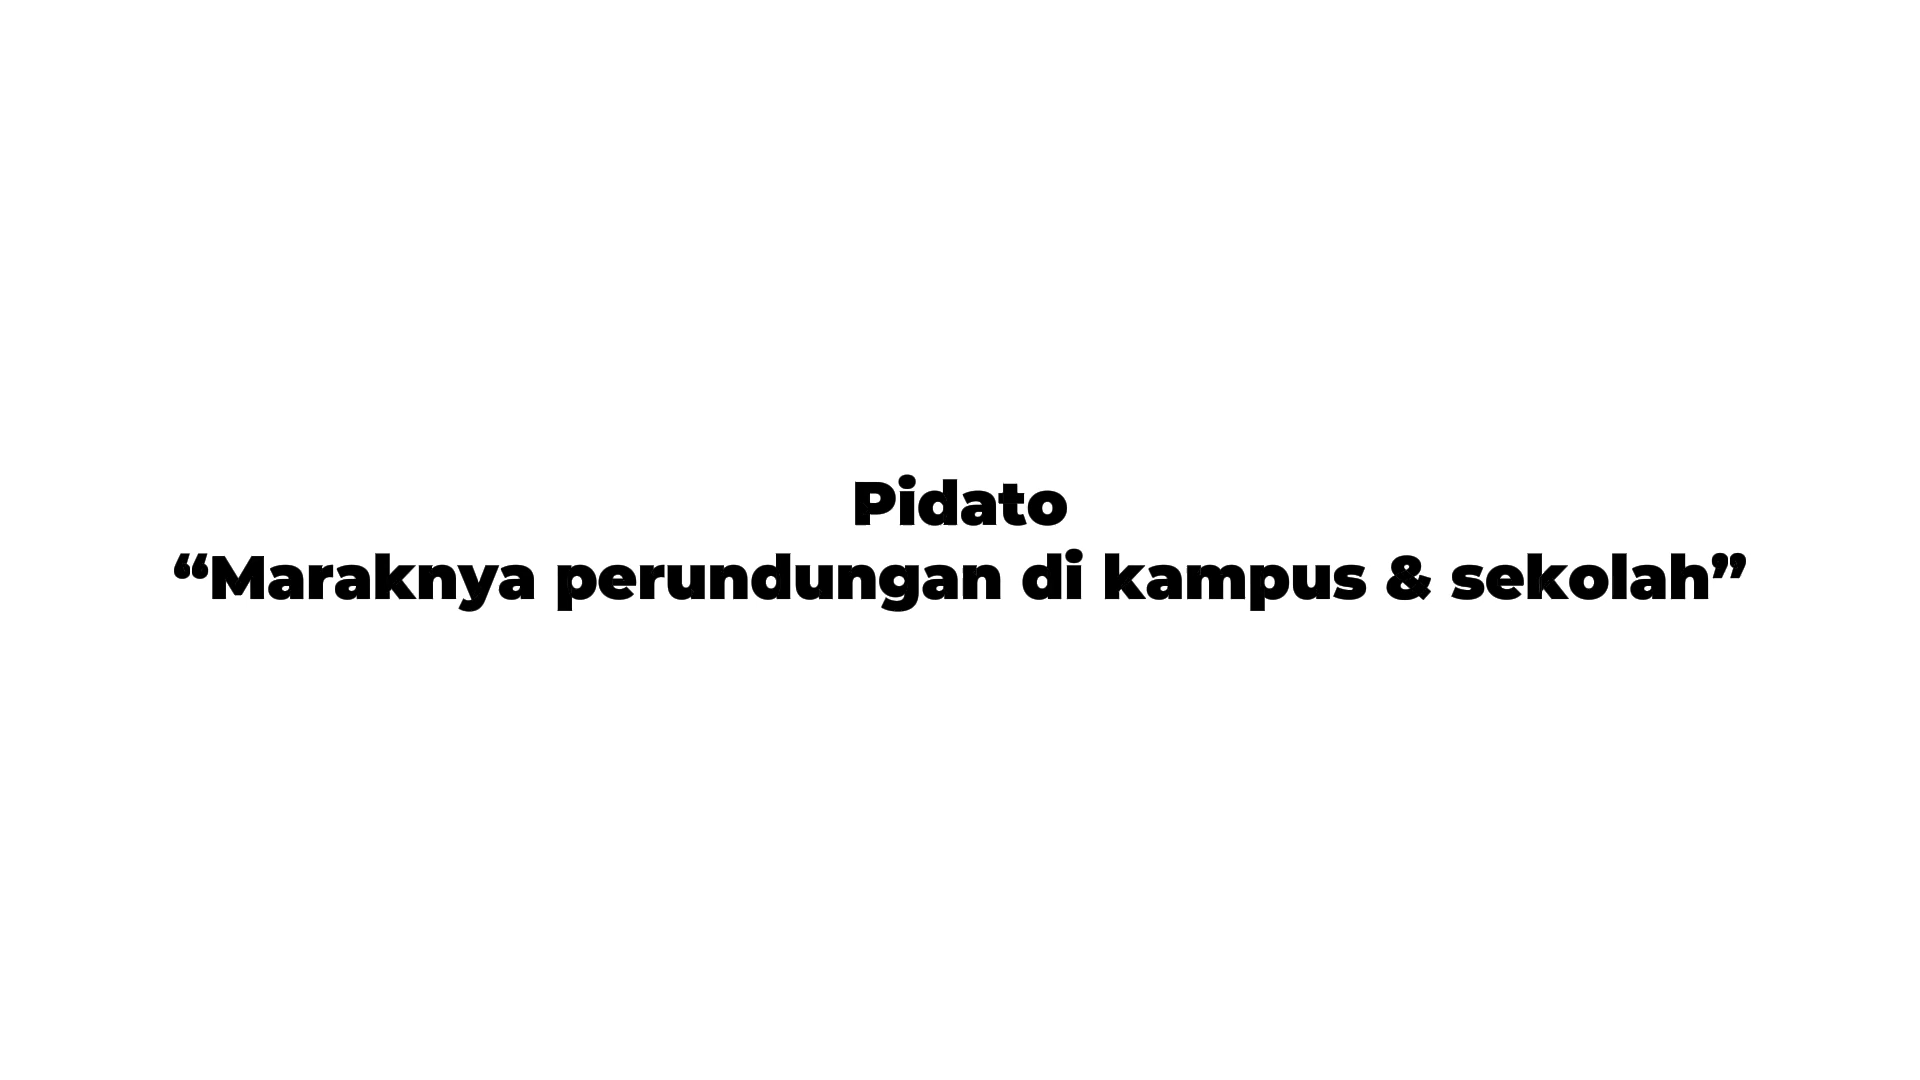 Pidato
“Maraknya perundungan di kampus & sekolah”